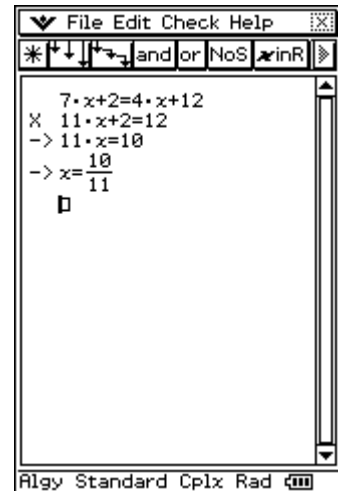 File Edit Check Help
and or NoS xinR
7·x+2=4·x+12
X 11·x+2=12
-> 11·x=10
-> x=10/11
Algy Standard Cplx Rad